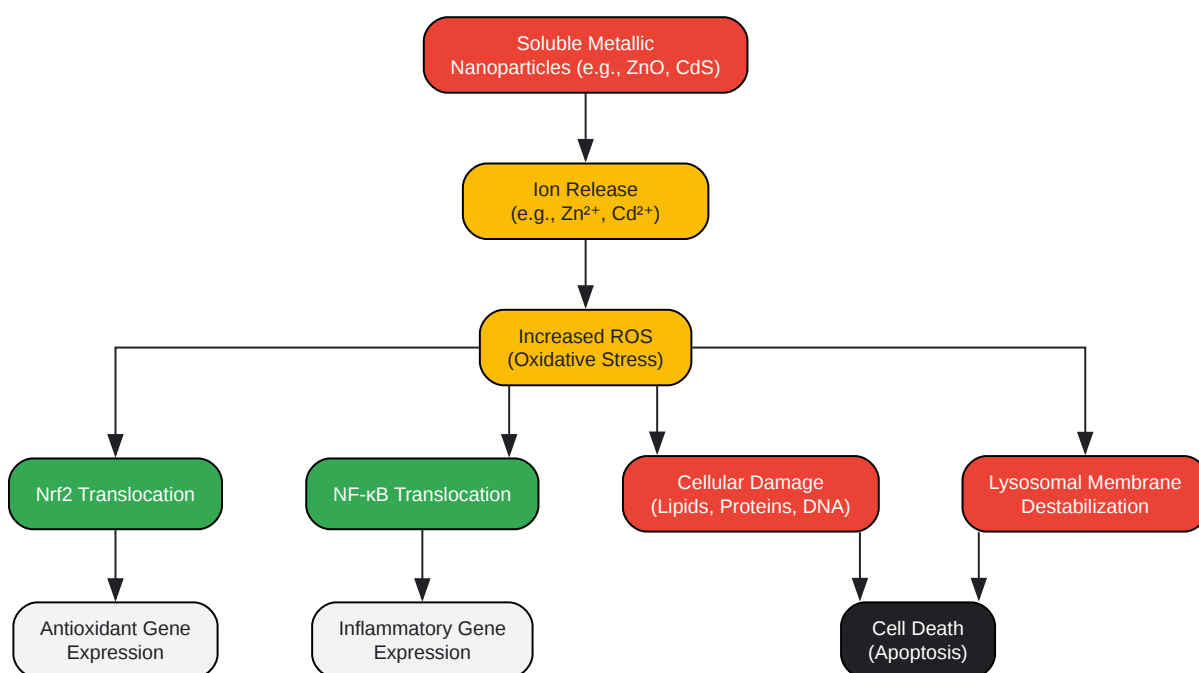 Soluble Metallic
Nanoparticles (e.g., ZnO, CdS)
Ion Release
(e.g., Zn²⁺, Cd²⁺)
Increased ROS
(Oxidative Stress)
Nrf2 Translocation
NF-κB Translocation
Cellular Damage
(Lipids, Proteins, DNA)
Lysosomal Membrane
Destabilization
Antioxidant Gene
Expression
Inflammatory Gene
Expression
Cell Death
(Apoptosis)